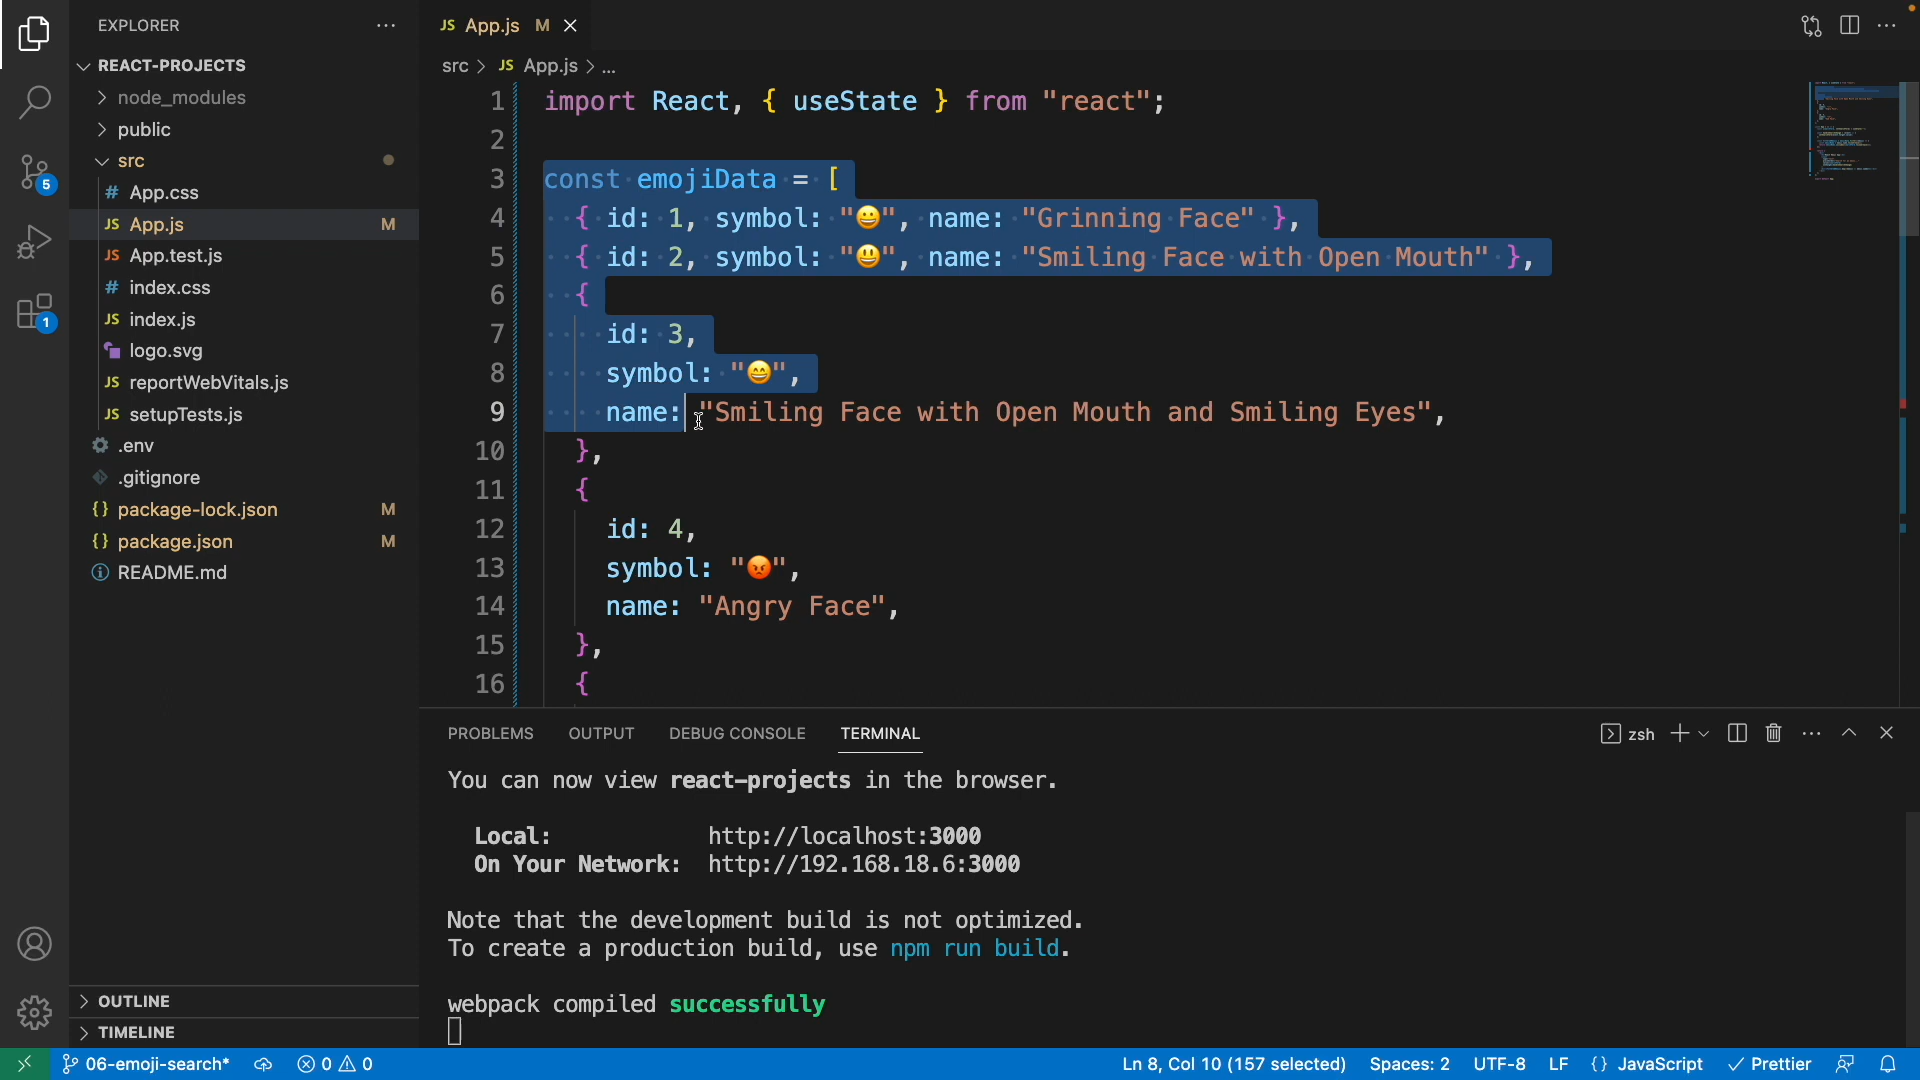 EXPLORER
REACT-PROJECTS
node_modules
public
src
# App.css
JS App.js M
JS App.test.js
# index.css
JS index.js
logo.svg
JS reportWebVitals.js
JS setupTests.js
.env
.gitignore
{} package-lock.json M
{} package.json M
README.md
OUTLINE
TIMELINE
5
1
JS App.js M
src > JS App.js > ...
1 import React, { useState } from "react";
2
3 const emojiData = [
4 { id: 1, symbol: "😀", name: "Grinning Face" },
5 { id: 2, symbol: "😃", name: "Smiling Face with Open Mouth" },
6 {
7 id: 3,
8 symbol: "😄",
9 name: "Smiling Face with Open Mouth and Smiling Eyes",
10 },
11 {
12 id: 4,
13 symbol: "😡",
14 name: "Angry Face",
15 },
16 {
PROBLEMS OUTPUT DEBUG CONSOLE TERMINAL zsh
You can now view react-projects in the browser.
Local: http://localhost:3000
On Your Network: http://192.168.18.6:3000
Note that the development build is not optimized.
To create a production build, use npm run build.
webpack compiled successfully
06-emoji-search* 0 0 Ln 8, Col 10 (157 selected) Spaces: 2 UTF-8 LF {} JavaScript Prettier